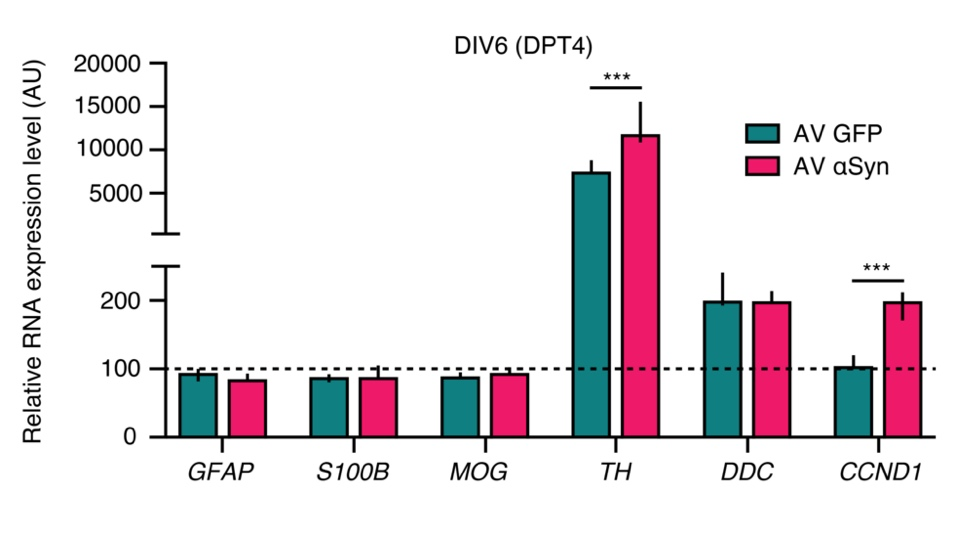 DIV6 (DPT4)
Relative RNA expression level (AU)
20000
15000
10000
5000
200
100
0
***
***
AV GFP
AV αSyn
GFAP S100B MOG TH DDC CCND1